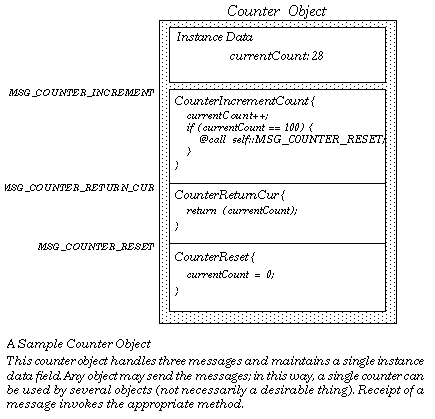 Counter Object
Instance Data
currentCount: 28
MSG_COUNTER_INCREMENT
CounterIncrementCount {
currentCount++;
if (currentCount == 100) {
@call self::MSG_COUNTER_RESET;
}
}
MSG_COUNTER_RETURN_CUR
CounterReturnCur {
return (currentCount);
}
MSG_COUNTER_RESET
CounterReset {
currentCount = 0;
}
A Sample Counter Object
This counter object handles three messages and maintains a single instance
data field. Any object may send the messages; in this way, a single counter can
be used by several objects (not necessarily a desirable thing). Receipt of a
message invokes the appropriate method.